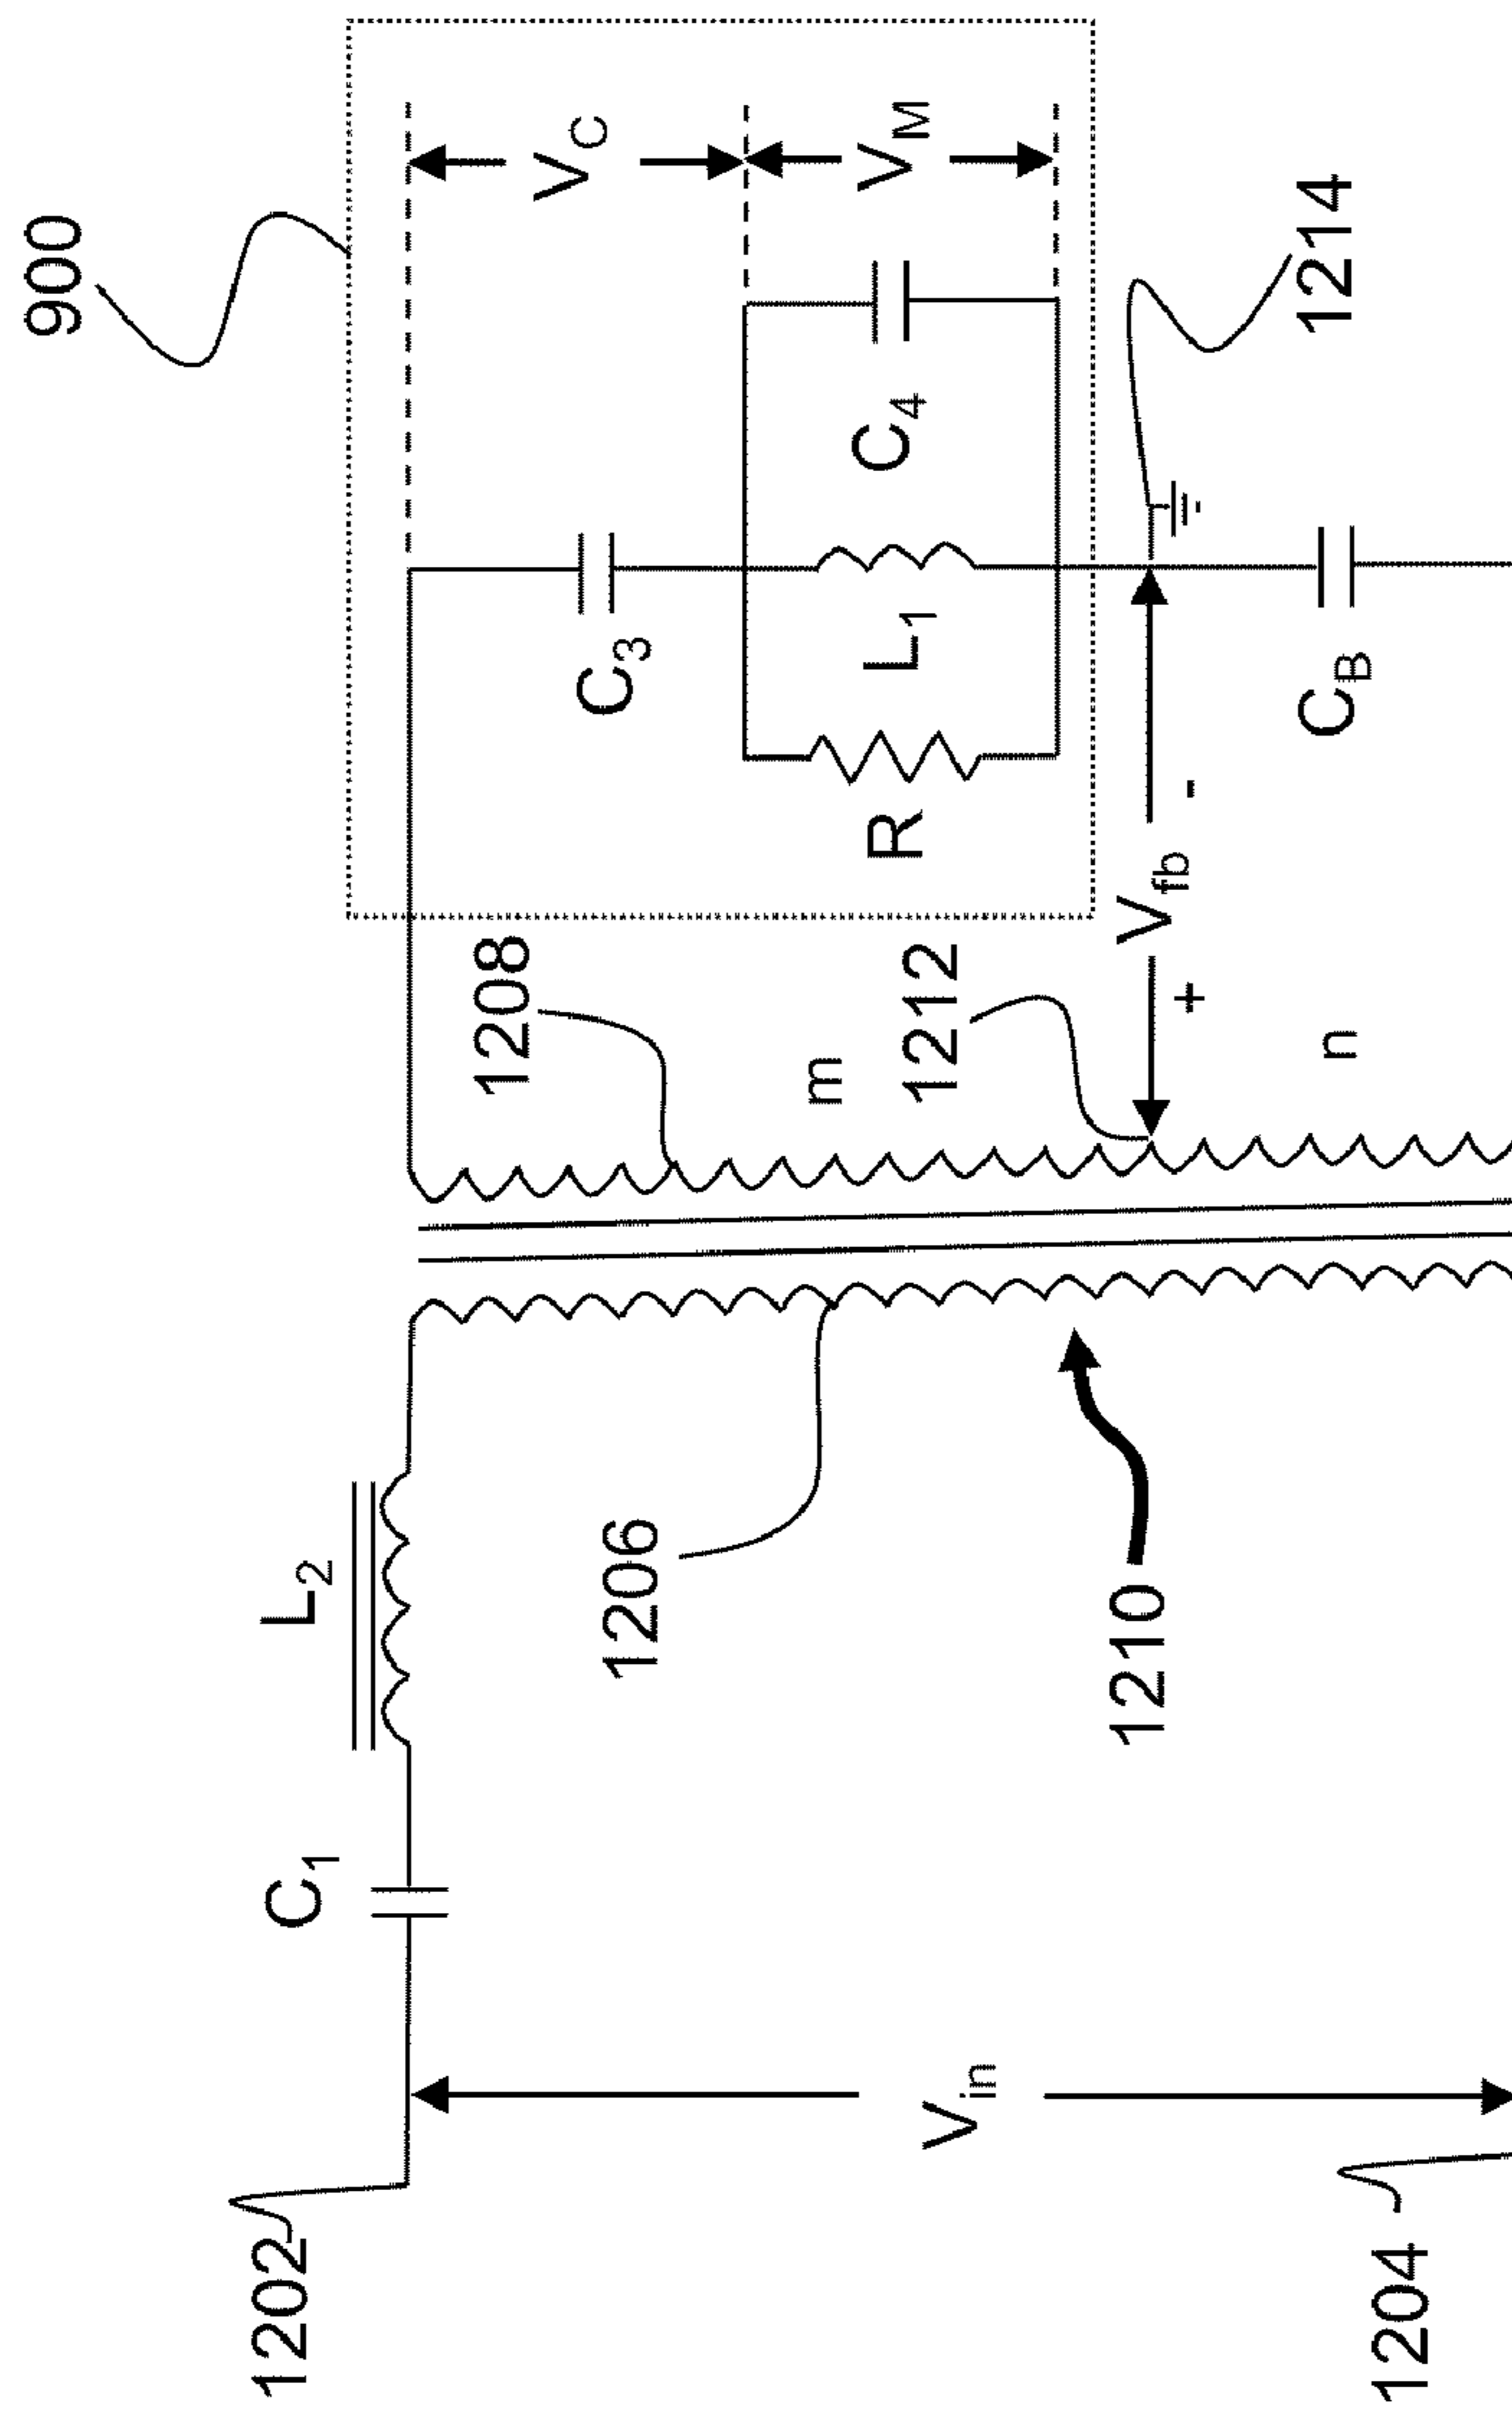 900
V_C
V_M
C_3
C_4
L_1
R
1214
C_B
V_fb
+
-
1208
1212
m
n
L_2
1206
1210
C_1
V_in
1202
1204